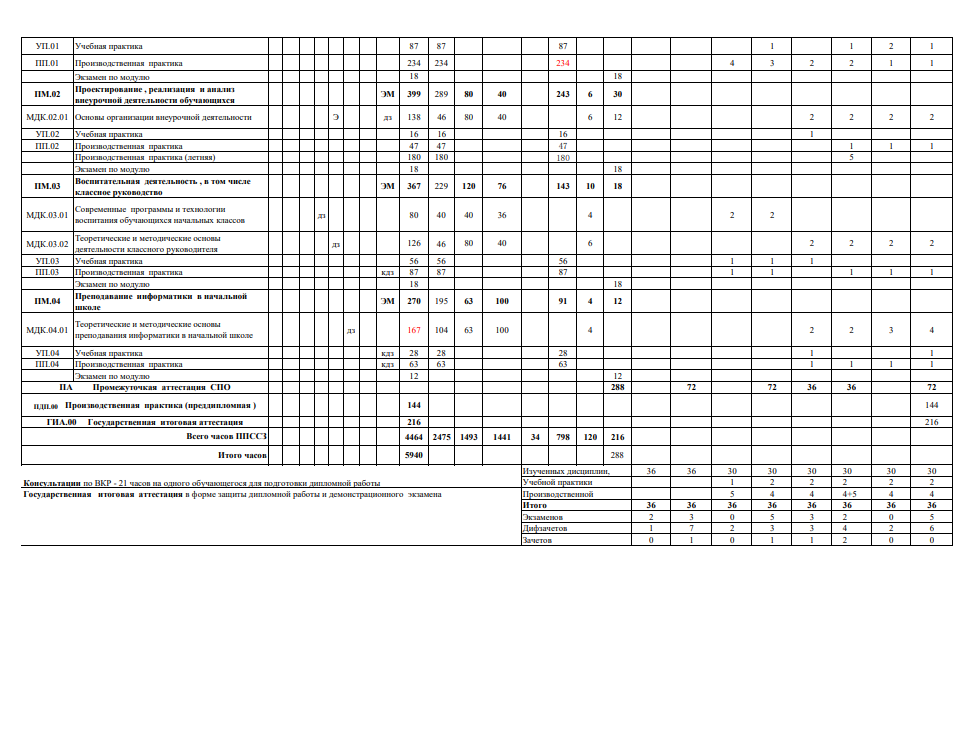 УП.01 Учебная практика 87 87 87 1 1 2 1
ПП.01 Производственная практика 234 234 234 4 3 2 2 1 1
Экзамен по модулю 18 18
ПМ.02 Проектирование , реализация и анализ внеурочной деятельности обучающихся ЭМ 399 289 80 40 243 6 30
МДК.02.01 Основы организации внеурочной деятельности Э дз 138 46 80 40 6 12 2 2 2 2
УП.02 Учебная практика 16 16 16 1
ПП.02 Производственная практика 47 47 47 1 1 1
Производственная практика (летняя) 180 180 180 5
Экзамен по модулю 18 18
ПМ.03 Воспитательная деятельность , в том числе классное руководство ЭМ 367 229 120 76 143 10 18
МДК.03.01 Современные программы и технологии воспитания обучающихся начальных классов дз 80 40 40 36 4 2 2
МДК.03.02 Теоретические и методические основы деятельности классного руководителя дз 126 46 80 40 6 2 2 2 2
УП.03 Учебная практика 56 56 56 1 1 1
ПП.03 Производственная практика кдз 87 87 87 1 1 1 1 1
Экзамен по модулю 18 18
ПМ.04 Преподавание информатики в начальной школе ЭМ 270 195 63 100 91 4 12
МДК.04.01 Теоретические и методические основы преподавания информатики в начальной школе дз 167 104 63 100 4 2 2 3 4
УП.04 Учебная практика кдз 28 28 28 1 1
ПП.04 Производственная практика кдз 63 63 63 1 1 1 1
Экзамен по модулю 12 12
ПА Промежуточкая аттестация СПО 288 72 72 36 36 72
ПДП.00 Производственная практика (преддипломная ) 144 144
ГИА.00 Государственная итоговая аттестация 216 216
Всего часов ППССЗ 4464 2475 1493 1441 34 798 120 216
Итого часов 5940 288
Изученных дисциплин, 36 36 30 30 30 30 30 30
Консультации по ВКР - 21 часов на одного обучающегося для подготовки дипломной работы Учебной практики 1 2 2 2 2 2
Государственная итоговая аттестация в форме защиты дипломной работы и демонстрационного экзамена Производственной 5 4 4 4+5 4 4
Итого 36 36 36 36 36 36 36 36
Экзаменов 2 3 0 5 3 2 0 5
Дифзачетов 1 7 2 3 3 4 2 6
Зачетов 0 1 0 1 1 2 0 0